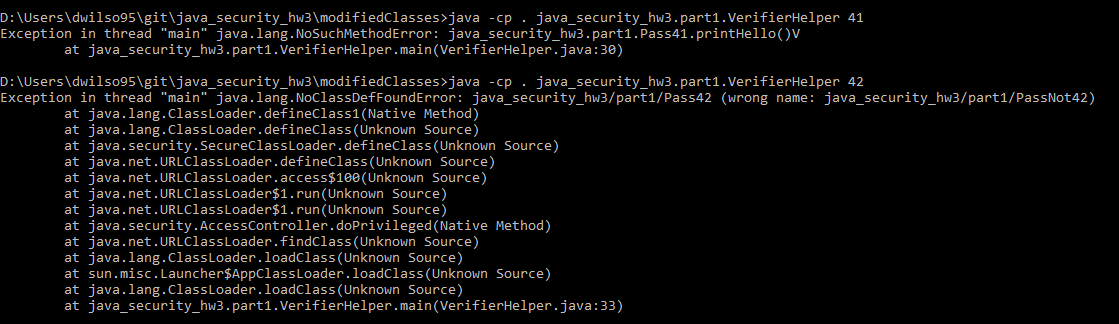 D:\Users\dwilso95\git\java_security_hw3\modifiedClasses>java -cp . java_security_hw3.part1.VerifierHelper 41
Exception in thread "main" java.lang.NoSuchMethodError: java_security_hw3.part1.Pass41.printHello()V
at java_security_hw3.part1.VerifierHelper.main(VerifierHelper.java:30)
D:\Users\dwilso95\git\java_security_hw3\modifiedClasses>java -cp . java_security_hw3.part1.VerifierHelper 42
Exception in thread "main" java.lang.NoClassDefFoundError: java_security_hw3/part1/Pass42 (wrong name: java_security_hw3/part1/PassNot42)
at java.lang.ClassLoader.defineClass1(Native Method)
at java.lang.ClassLoader.defineClass(Unknown Source)
at java.security.SecureClassLoader.defineClass(Unknown Source)
at java.net.URLClassLoader.defineClass(Unknown Source)
at java.net.URLClassLoader.access$100(Unknown Source)
at java.net.URLClassLoader$1.run(Unknown Source)
at java.net.URLClassLoader$1.run(Unknown Source)
at java.security.AccessController.doPrivileged(Native Method)
at java.net.URLClassLoader.findClass(Unknown Source)
at java.lang.ClassLoader.loadClass(Unknown Source)
at sun.misc.Launcher$AppClassLoader.loadClass(Unknown Source)
at java.lang.ClassLoader.loadClass(Unknown Source)
at java_security_hw3.part1.VerifierHelper.main(VerifierHelper.java:33)